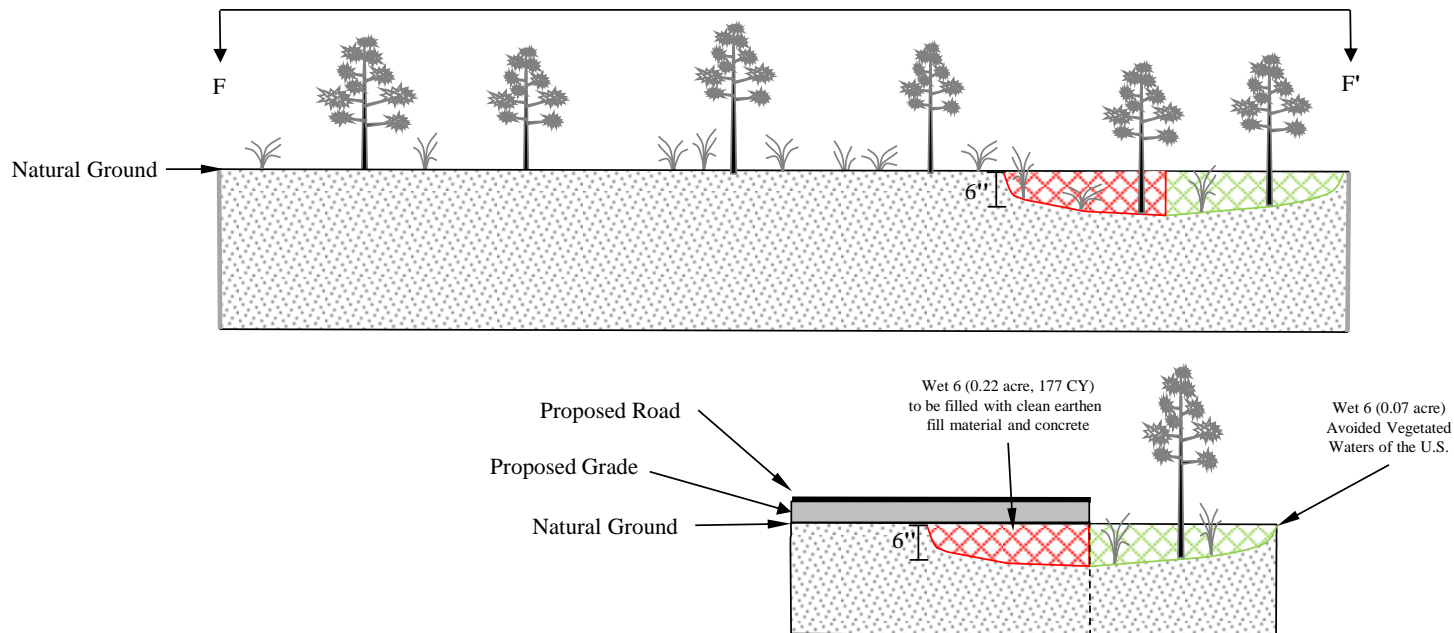 F
F'
Natural Ground
6"
Wet 6 (0.22 acre, 177 CY)
to be filled with clean earthen
fill material and concrete
Wet 6 (0.07 acre)
Avoided Vegetated
Waters of the U.S.
Proposed Road
Proposed Grade
Natural Ground
6"